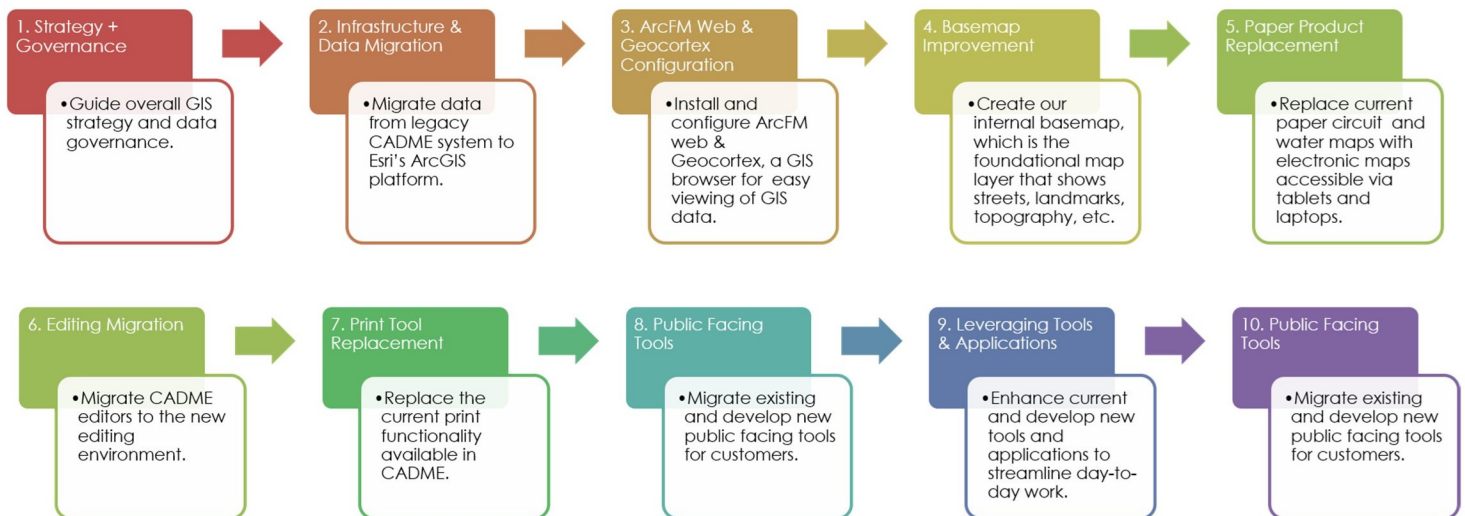 1. Strategy +
Governance
•Guide overall GIS
strategy and data
governance.
2. Infrastructure &
Data Migration
•Migrate data
from legacy
CADME system to
Esri's ArcGIS
platform.
3. ArcFM Web &
Geocortex
Configuration
•Install and
configure ArcFM
web &
Geocortex, a GIS
browser for easy
viewing of GIS
data.
4. Basemap
Improvement
•Create our
internal basemap,
which is the
foundational map
layer that shows
streets, landmarks,
topography, etc.
5. Paper Product
Replacement
•Replace current
paper circuit and
water maps with
electronic maps
accessible via
tablets and
laptops.
6. Editing Migration
•Migrate CADME
editors to the new
editing
environment.
7. Print Tool
Replacement
•Replace the
current print
functionality
available in
CADME.
8. Public Facing
Tools
•Migrate existing
and develop new
public facing tools
for customers.
9. Leveraging Tools
& Applications
•Enhance current
and develop new
tools and
applications to
streamline day-to-
day work.
10. Public Facing
Tools
•Migrate existing
and develop new
public facing tools
for customers.